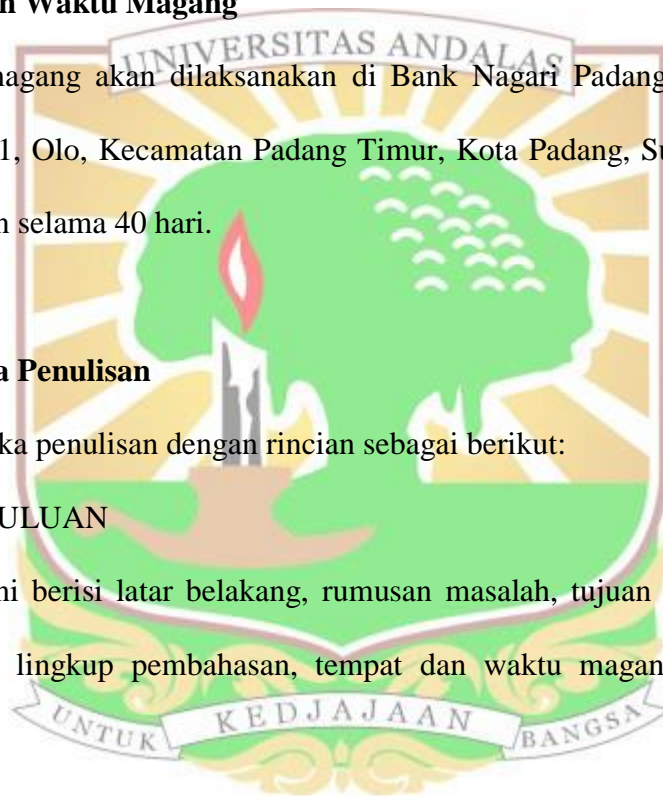 n Waktu Magang
UNIVERSITAS ANDALAS
nagang akan dilaksanakan di Bank Nagari Padang
1, Olo, Kecamatan Padang Timur, Kota Padang, Su
n selama 40 hari.
a Penulisan
ka penulisan dengan rincian sebagai berikut:
ULUAN
ni berisi latar belakang, rumusan masalah, tujuan
lingkup pembahasan, tempat dan waktu magan
UNTUK KEDJAJAAN BANGSA